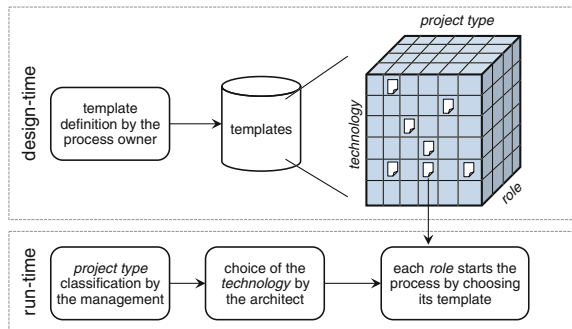 design-time
template
definition by the
process owner
templates
project type
technology
role
run-time
project type
classification by
the management
choice of the
technology by
the architect
each role starts the
process by choosing
its template